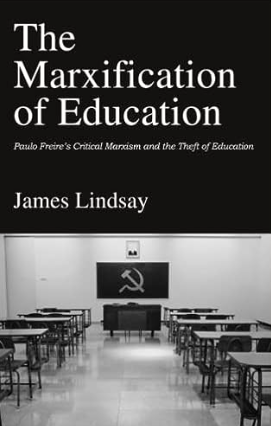 The
Marxification
of Education
Paulo Freire's Critical Marxism and the Theft of Education
James Lindsay